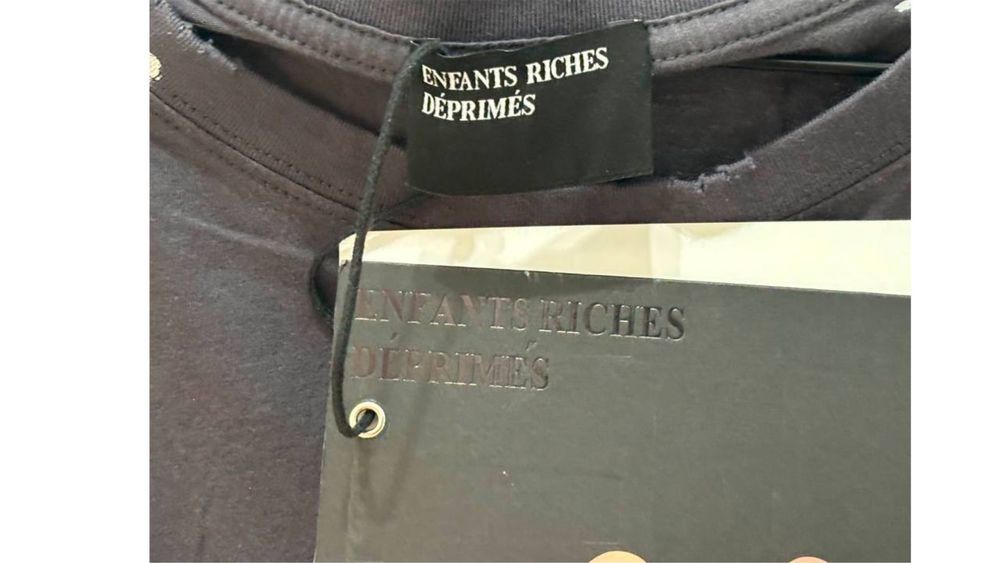 ENFANTS RICHES
DÉPRIMÉS
ENFANTS RICHES
DÉPRIMÉS